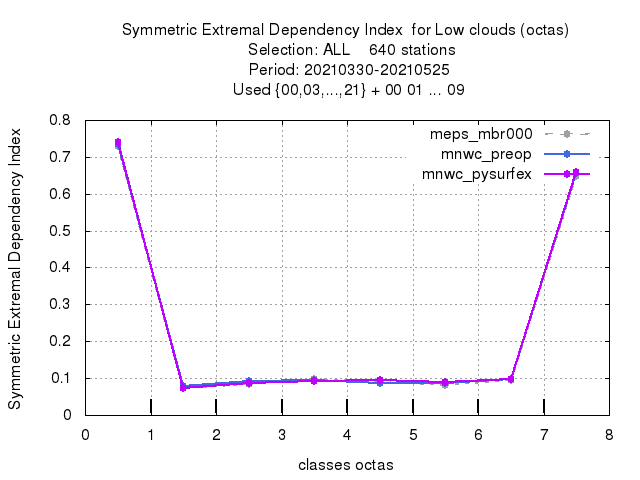 Symmetric Extremal Dependency Index  for Low clouds (octas)
Selection: ALL    640 stations
Period: 20210330-20210525
Used {00,03,...,21} + 00 01 ... 09
Symmetric Extremal Dependency Index
0.8
0.7
0.6
0.5
0.4
0.3
0.2
0.1
0
meps_mbr000
mnwc_preop
mnwc_pysurfex
0 1 2 3 4 5 6 7 8
classes octas